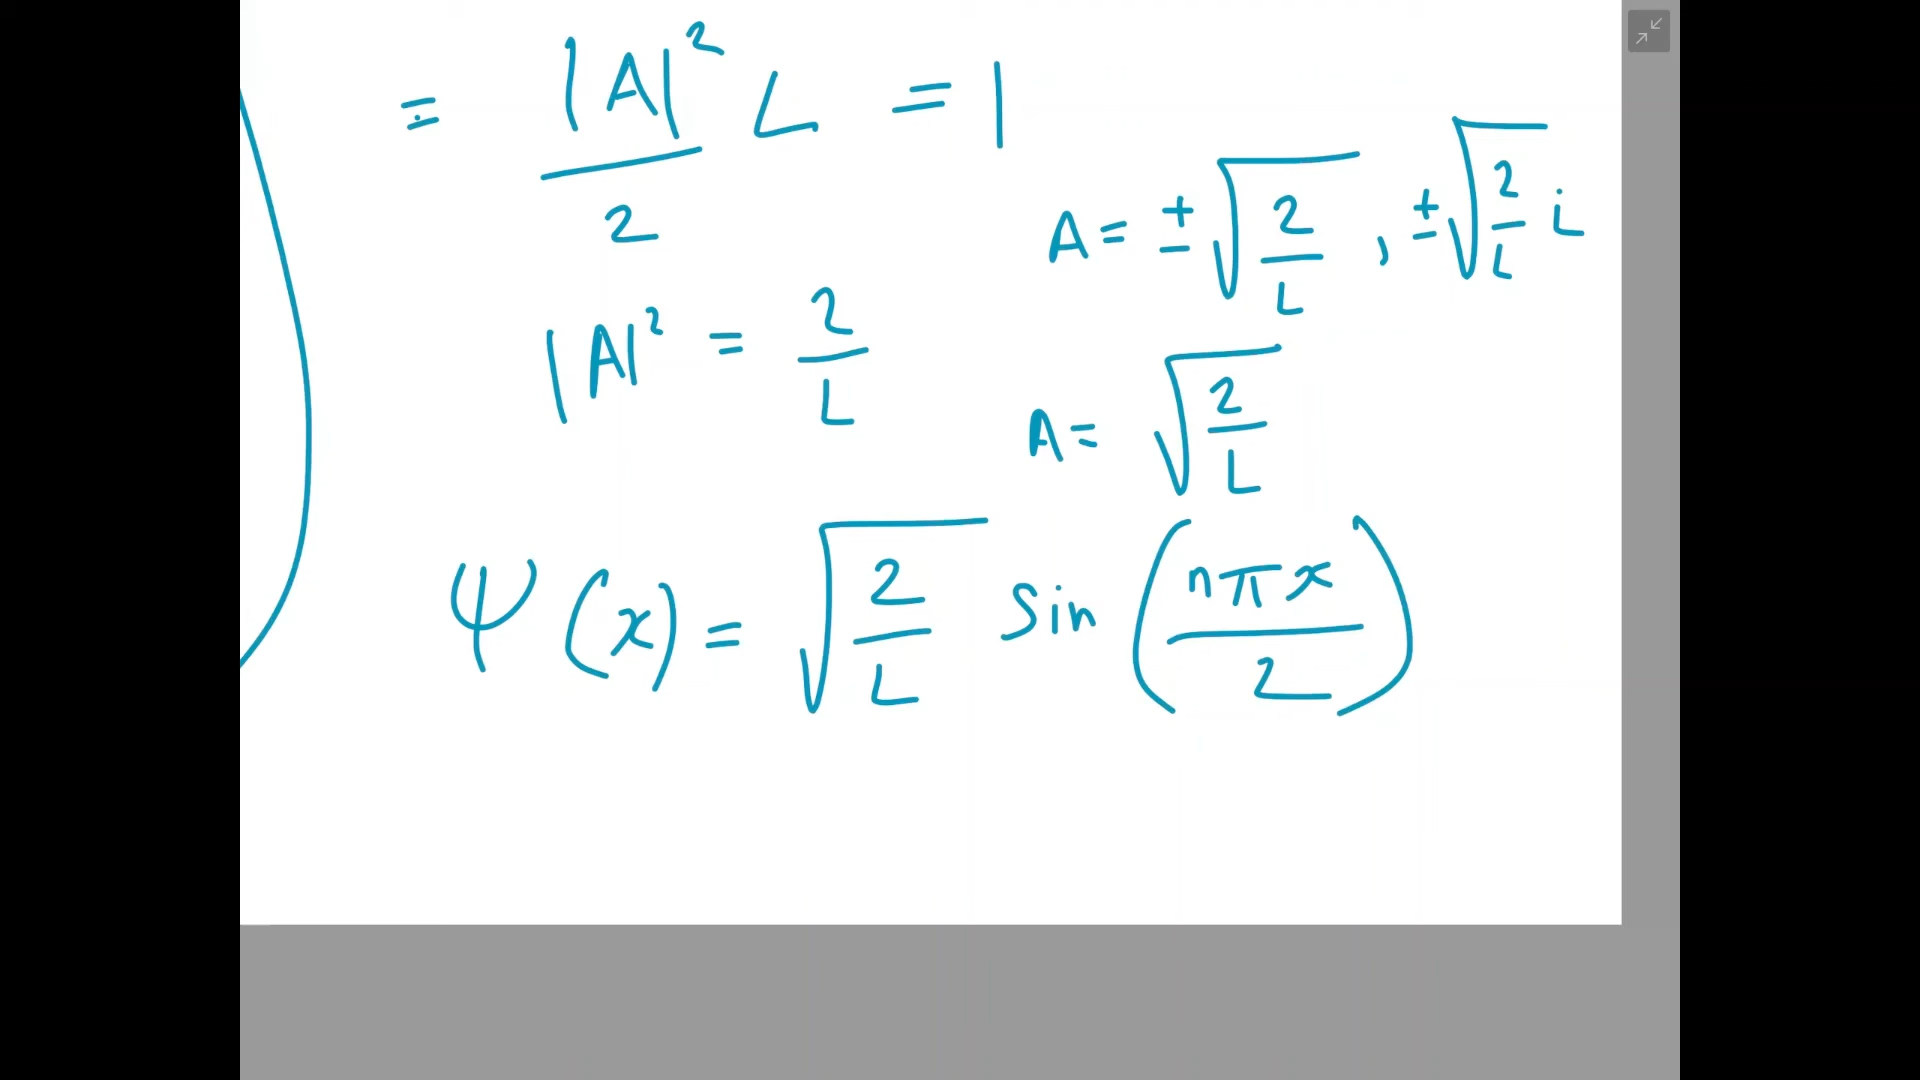 = |A|² / 2 L = 1
A = ± √(2/L) , ± √(2/L) i
|A|² = 2/L
A = √(2/L)
Ψ(x) = √(2/L) sin (nπx/2)